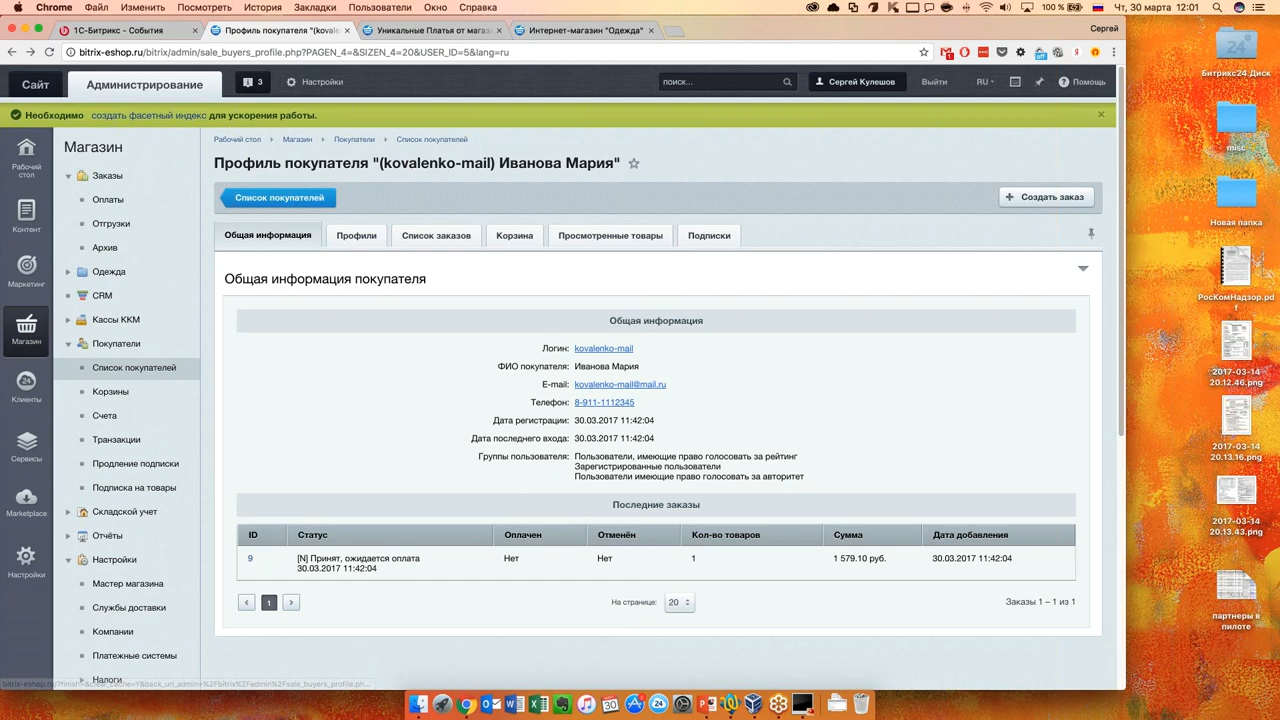 Chrome Файл Изменить Просмотреть История Закладки Пользователи Окно Справка 100 % Чт, 30 марта 12:01
1С-Битрикс - События × Профиль покупателя "(koval × Уникальные Платья от магаз × Интернет-магазин "Одежда" × Сергей
bitrix-eshop.ru/bitrix/admin/sale_buyers_profile.php?PAGEN_4=&SIZEN_4=20&USER_ID=5&lang=ru
Сайт Администрирование 3 Настройки поиск... Сергей Кулешов Выйти RU Помощь
Необходимо создать фасетный индекс для ускорения работы. ×
Рабочий стол
Контент
Маркетинг
Магазин
24
Клиенты
Сервисы
Marketplace
Настройки
Магазин
Заказы
Оплаты
Отгрузки
Архив
Одежда
CRM
Кассы ККМ
Покупатели
Список покупателей
Корзины
Счета
Транзакции
Продление подписки
Подписка на товары
Складской учет
Отчёты
Настройки
Мастер магазина
Службы доставки
Компании
Платежные системы
Налоги
Рабочий стол Магазин Покупатели Список покупателей
Профиль покупателя "(kovalenko-mail) Иванова Мария"
Список покупателей + Создать заказ
Общая информация Профили Список заказов Корзина Просмотренные товары Подписки
Общая информация покупателя
Общая информация
Логин: kovalenko-mail
ФИО покупателя: Иванова Мария
E-mail: kovalenko-mail@mail.ru
Телефон: 8-911-1112345
Дата регистрации: 30.03.2017 11:42:04
Дата последнего входа: 30.03.2017 11:42:04
Группы пользователя: Пользователи, имеющие право голосовать за рейтинг
Зарегистрированные пользователи
Пользователи имеющие право голосовать за авторитет
Последние заказы
ID Статус Оплачен Отменён Кол-во товаров Сумма Дата добавления
9 [N] Принят, ожидается оплата Нет Нет 1 1 579.10 руб. 30.03.2017 11:42:04
30.03.2017 11:42:04
1 На странице: 20 Заказы 1 – 1 из 1
Битрикс24.Диск
misc
Новая папка
РосКомНадзор.pd
f
2017-03-14
20.12.46.png
2017-03-14
20.13.16.png
2017-03-14
20.13.43.png
партнеры в
пилоте